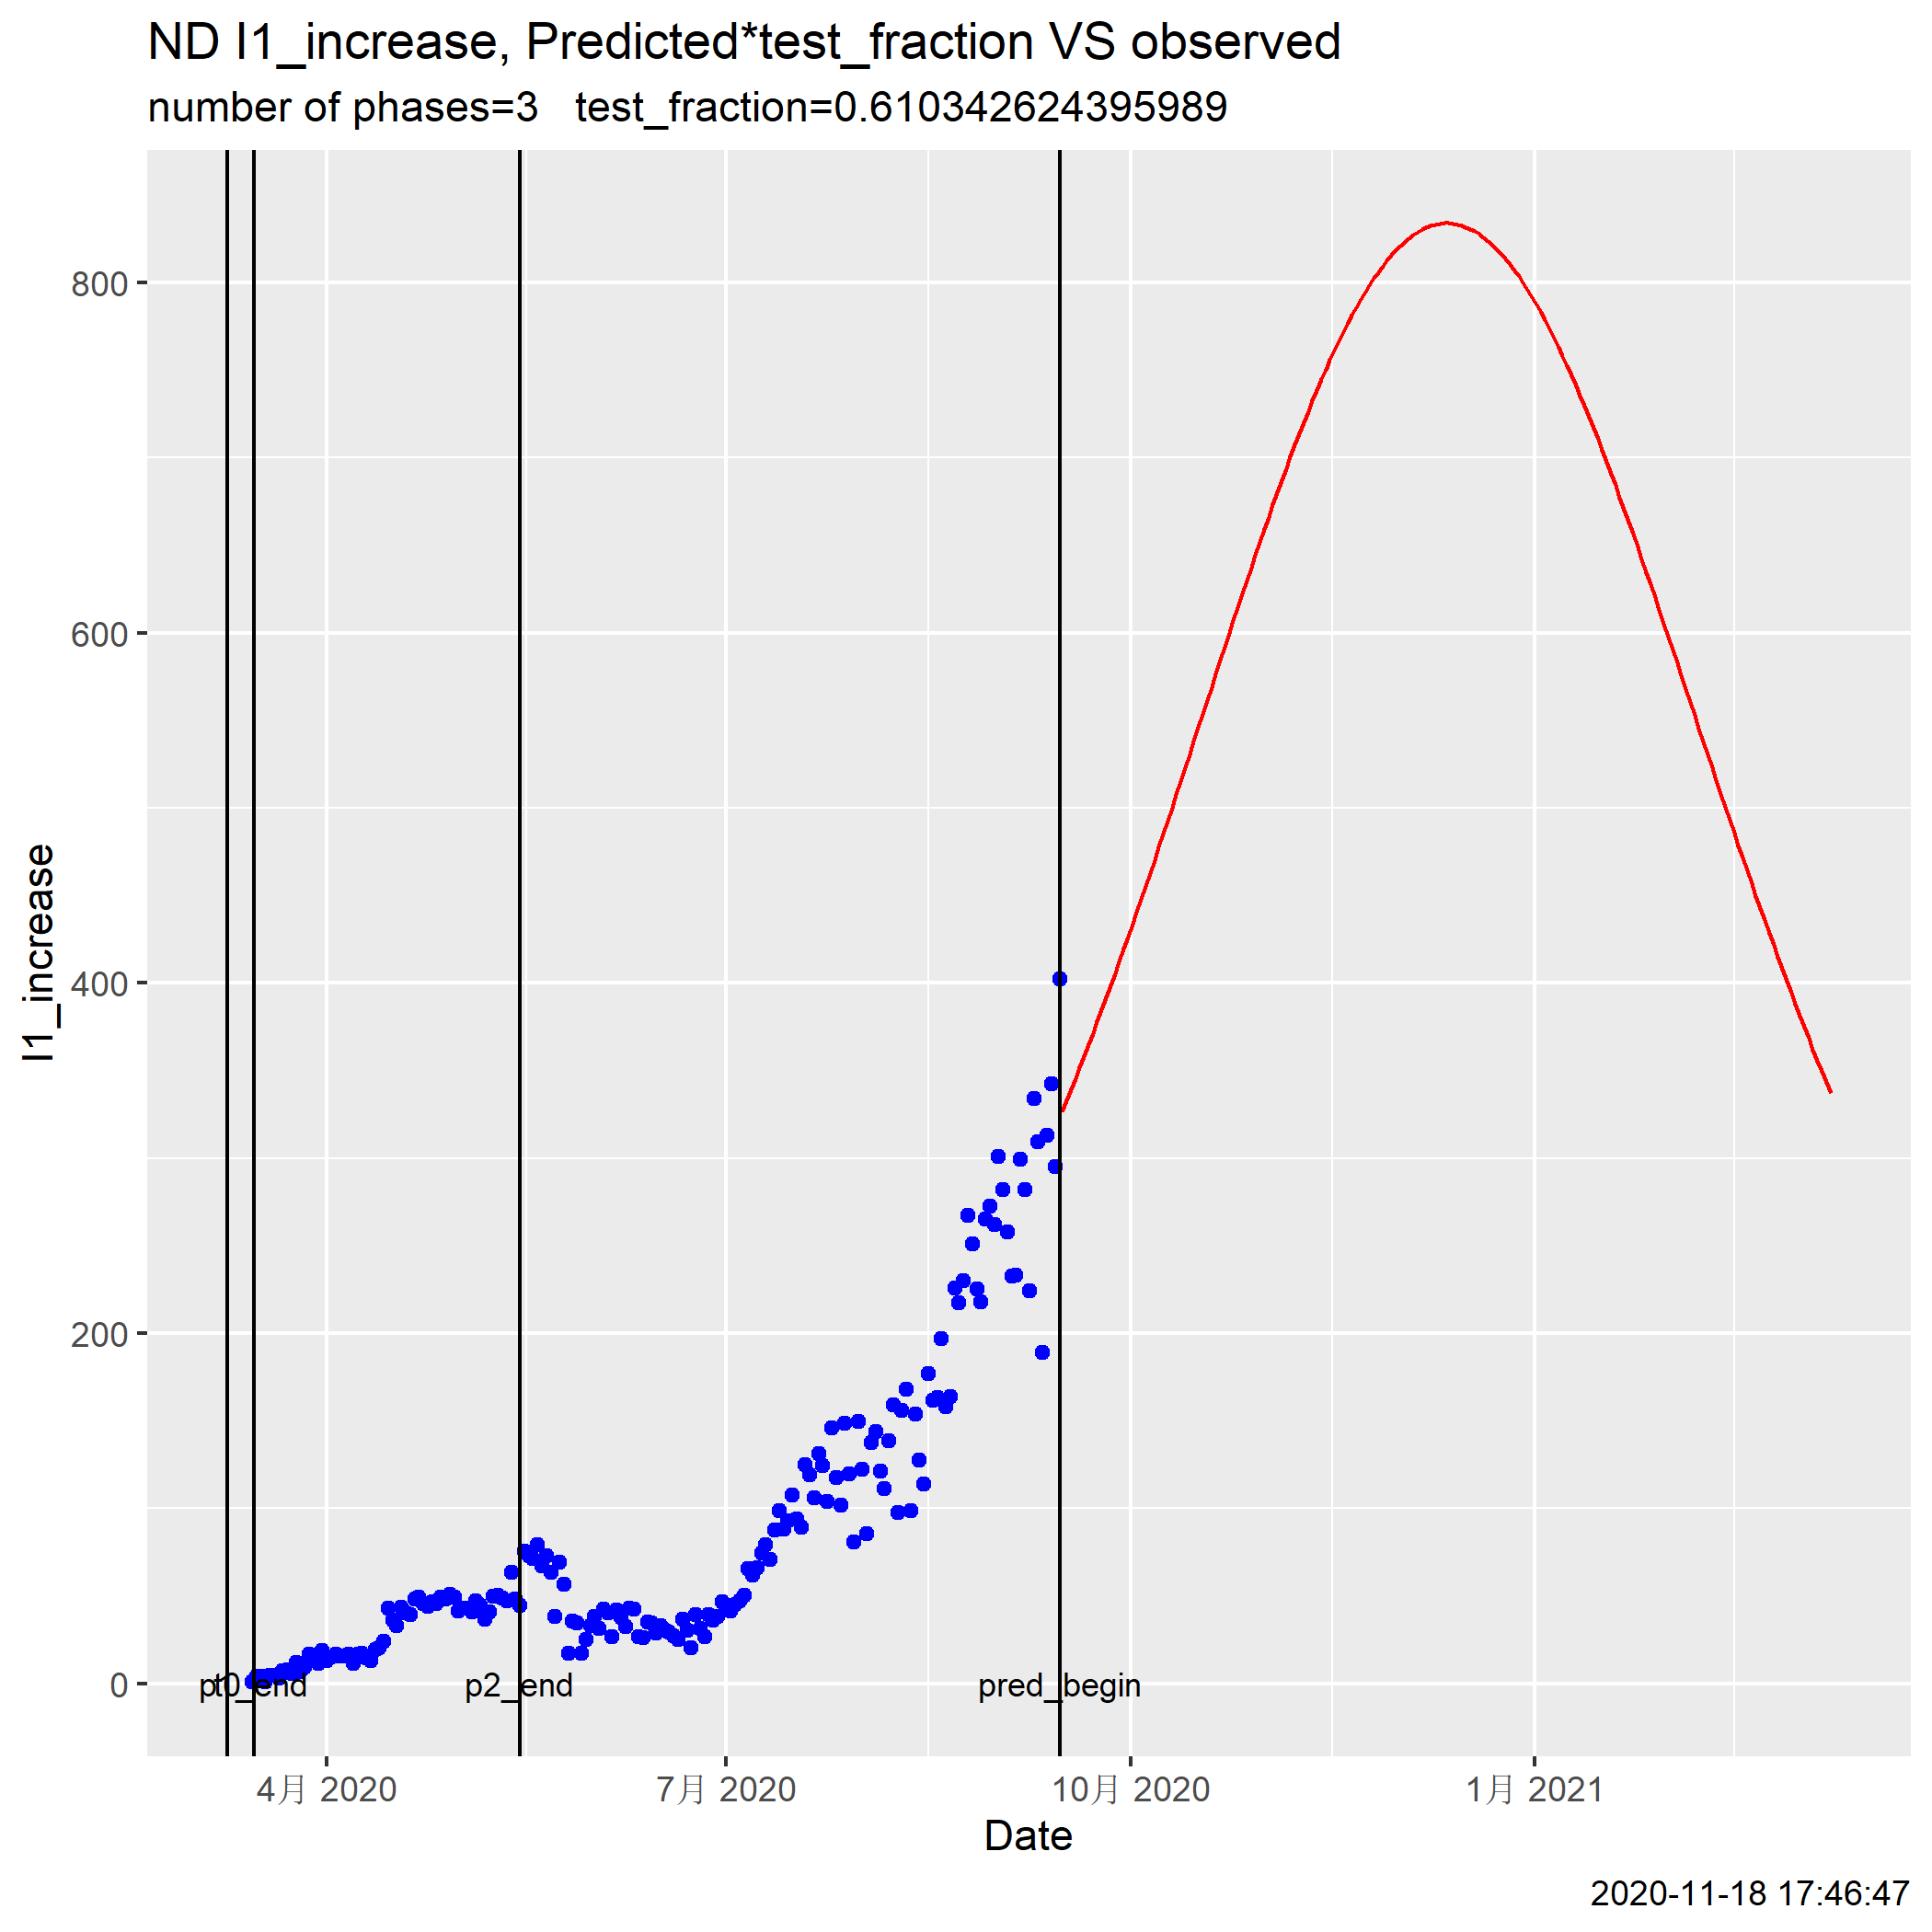 ND I1_increase, Predicted*test_fraction VS observed
number of phases=3 test_fraction=0.610342624395989
I1_increase
800
600
400
200
0
t0_end
p2_end
pred_begin
4月 2020
7月 2020
10月 2020
1月 2021
Date
2020-11-18 17:46:47